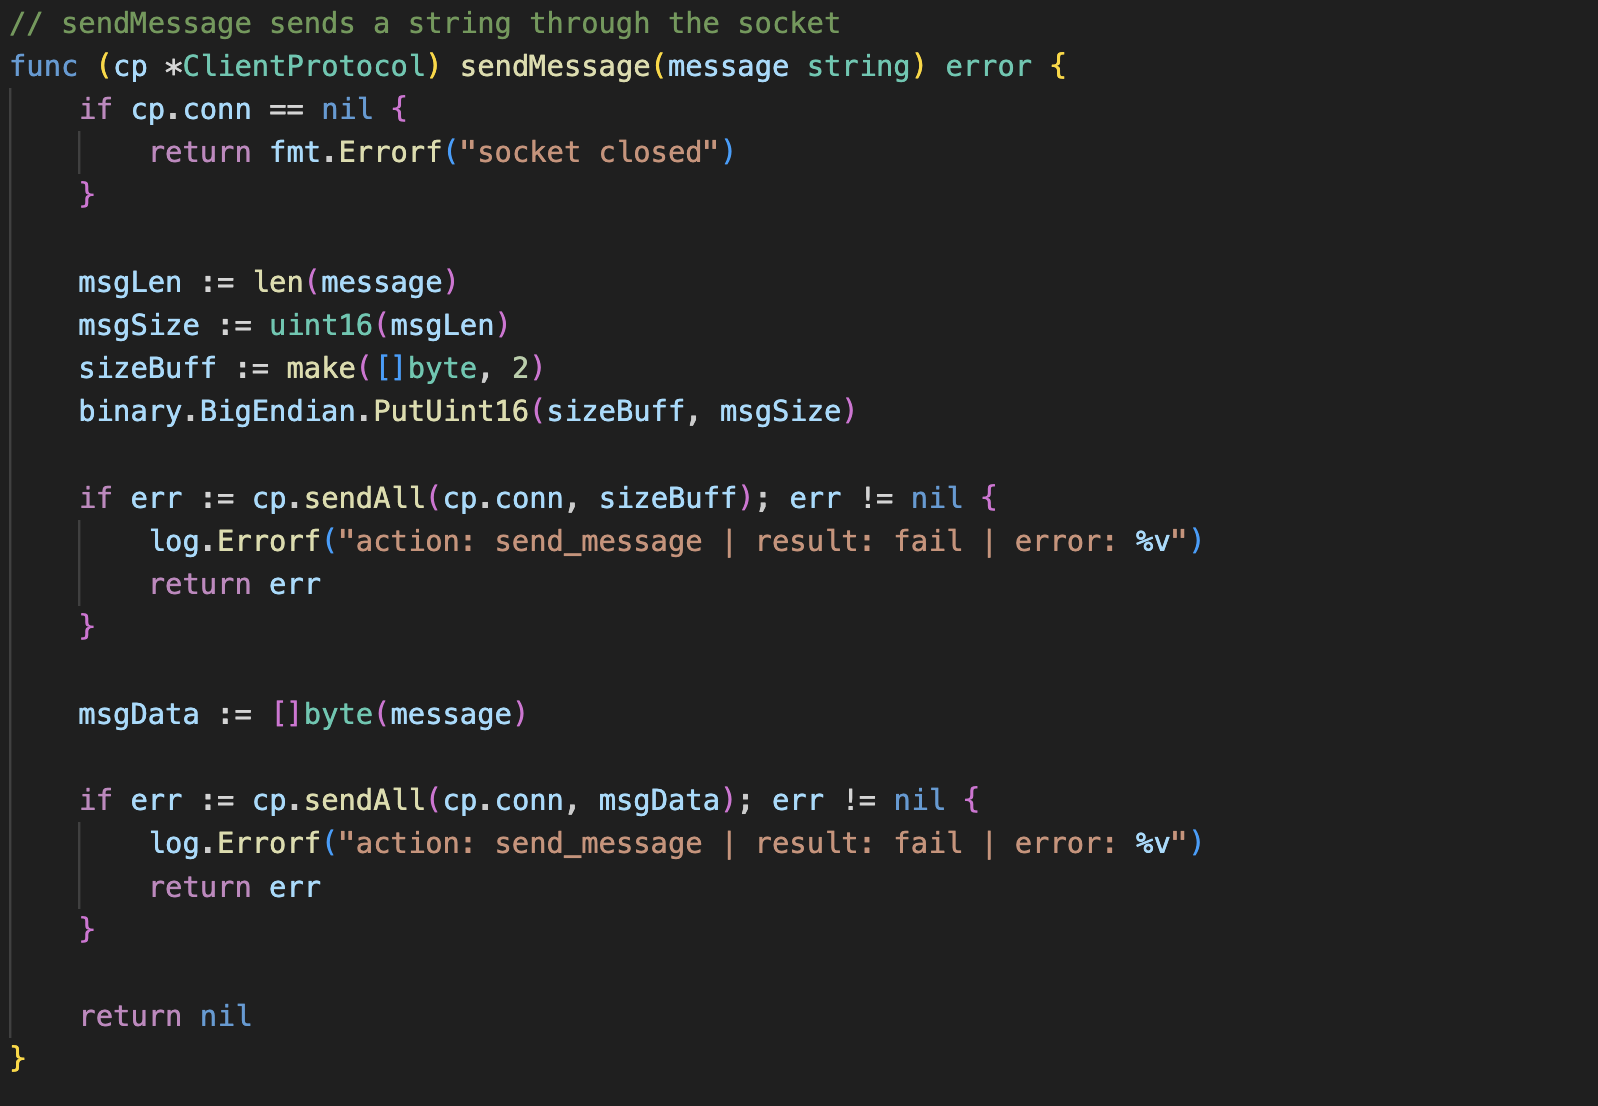 // sendMessage sends a string through the socket
func (cp *ClientProtocol) sendMessage(message string) error {
    if cp.conn == nil {
        return fmt.Errorf("socket closed")
    }

    msgLen := len(message)
    msgSize := uint16(msgLen)
    sizeBuff := make([]byte, 2)
    binary.BigEndian.PutUint16(sizeBuff, msgSize)

    if err := cp.sendAll(cp.conn, sizeBuff); err != nil {
        log.Errorf("action: send_message | result: fail | error: %v")
        return err
    }

    msgData := []byte(message)

    if err := cp.sendAll(cp.conn, msgData); err != nil {
        log.Errorf("action: send_message | result: fail | error: %v")
        return err
    }

    return nil
}